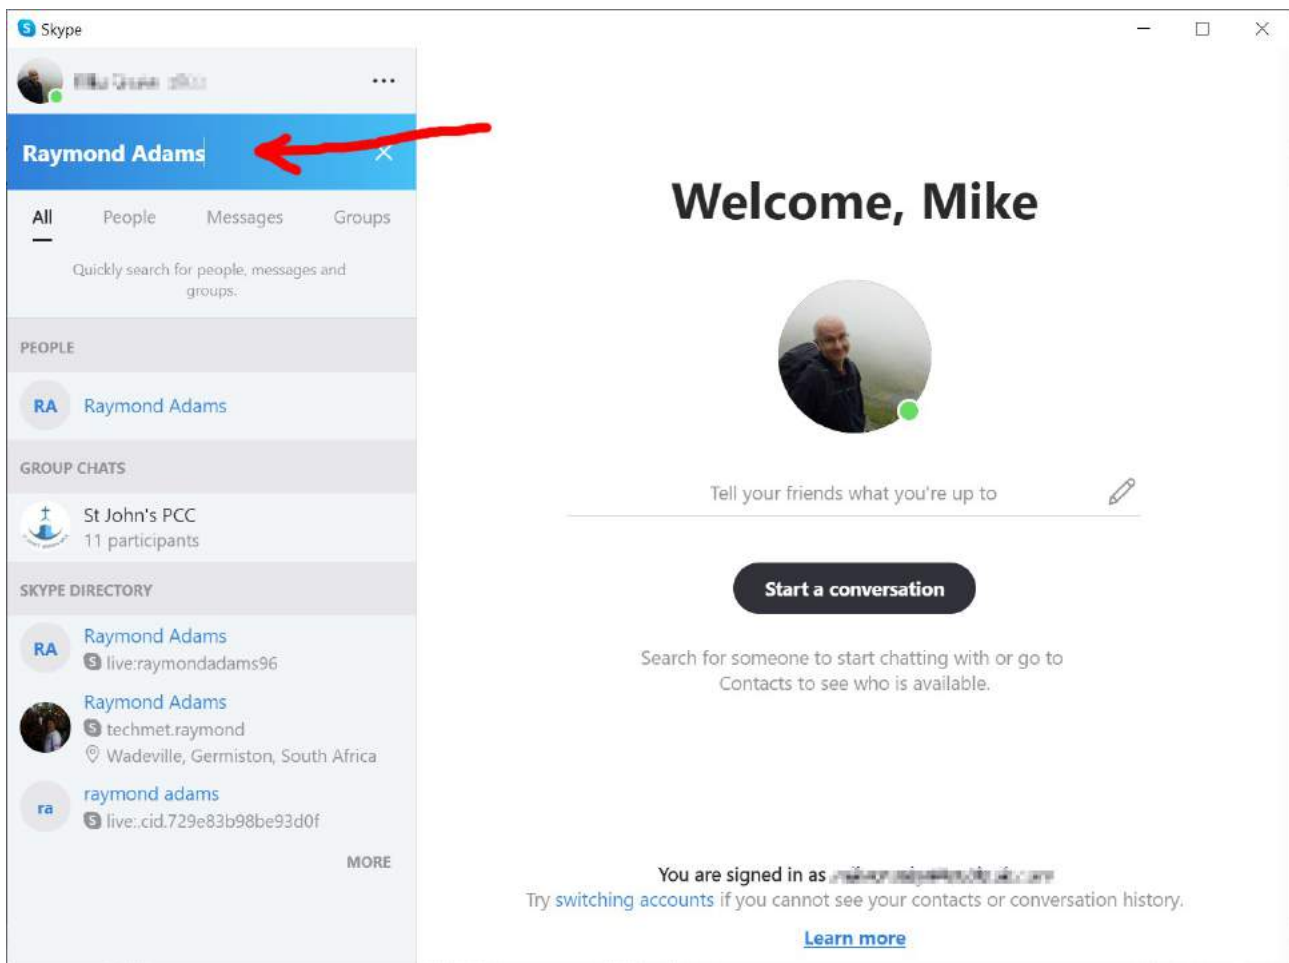 Skype
Raymond Adams
All People Messages Groups
Quickly search for people, messages and
groups.
PEOPLE
RA Raymond Adams
GROUP CHATS
St John's PCC
11 participants
SKYPE DIRECTORY
RA Raymond Adams
live:raymondadams96
Raymond Adams
techmet.raymond
Wadeville, Germiston, South Africa
ra raymond adams
live:.cid.729e83b98be93d0f
MORE
Welcome, Mike
Tell your friends what you're up to
Start a conversation
Search for someone to start chatting with or go to
Contacts to see who is available.
You are signed in as
Try switching accounts if you cannot see your contacts or conversation history.
Learn more